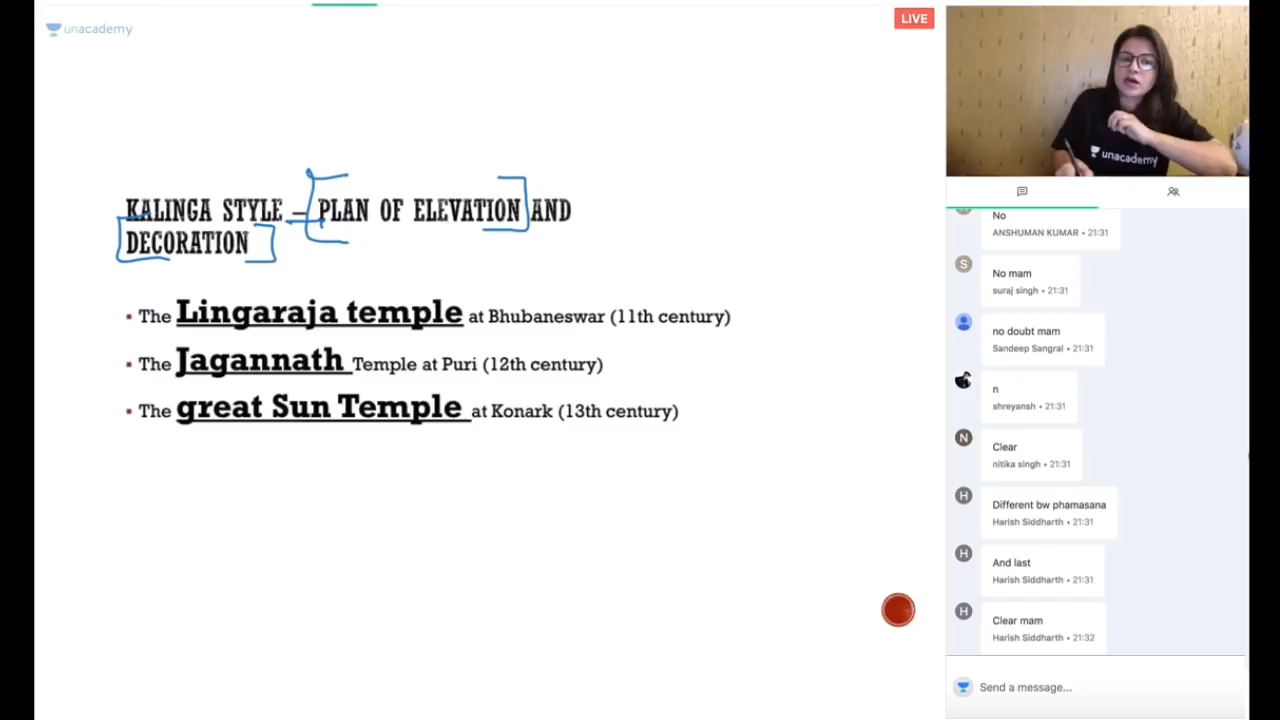 unacademy
LIVE
KALINGA STYLE – PLAN OF ELEVATION AND
DECORATION
▪ The Lingaraja temple at Bhubaneswar (11th century)
▪ The Jagannath Temple at Puri (12th century)
▪ The great Sun Temple at Konark (13th century)
unacademy
No
ANSHUMAN KUMAR • 21:31
S
No mam
suraj singh • 21:31
no doubt mam
Sandeep Sangral • 21:31
n
shreyansh • 21:31
N
Clear
nitika singh • 21:31
H
Different bw phamasana
Harish Siddharth • 21:31
H
And last
Harish Siddharth • 21:31
H
Clear mam
Harish Siddharth • 21:32
Send a message...